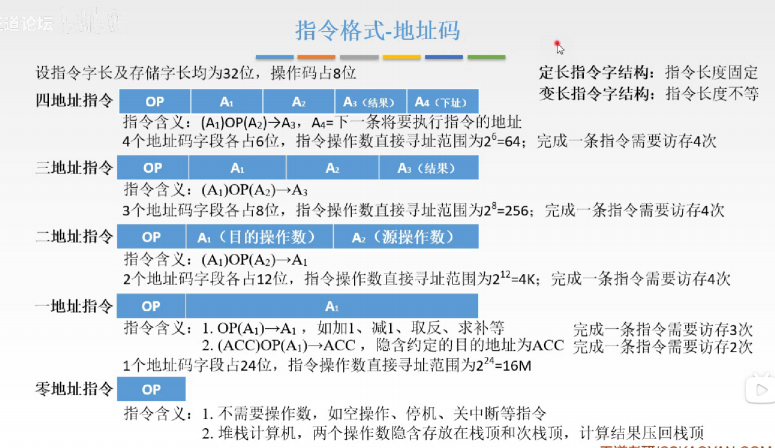 道论坛
指令格式-地址码
设指令字长及存储字长均为32位，操作码占8位
定长指令字结构：指令长度固定
变长指令字结构：指令长度不等
四地址指令 OP A₁ A₂ A₃（结果） A₄（下址）
指令含义：(A₁)OP(A₂)→A₃，A₄=下一条将要执行指令的地址
4个地址码字段各占6位，指令操作数直接寻址范围为2⁶=64；完成一条指令需要访存4次
三地址指令 OP A₁ A₂ A₃（结果）
指令含义：(A₁)OP(A₂)→A₃
3个地址码字段各占8位，指令操作数直接寻址范围为2⁸=256；完成一条指令需要访存4次
二地址指令 OP A₁（目的操作数） A₂（源操作数）
指令含义：(A₁)OP(A₂)→A₁
2个地址码字段各占12位，指令操作数直接寻址范围为2¹²=4K；完成一条指令需要访存4次
一地址指令 OP A₁
指令含义：1. OP(A₁)→A₁，如加1、减1、取反、求补等 完成一条指令需要访存3次
2. (ACC)OP(A₁)→ACC，隐含约定的目的地址为ACC 完成一条指令需要访存2次
1个地址码字段占24位，指令操作数直接寻址范围为2²⁴=16M
零地址指令 OP
指令含义：1. 不需要操作数，如空操作、停机、关中断等指令
2. 堆栈计算机，两个操作数隐含存放在栈顶和次栈顶，计算结果压回栈顶